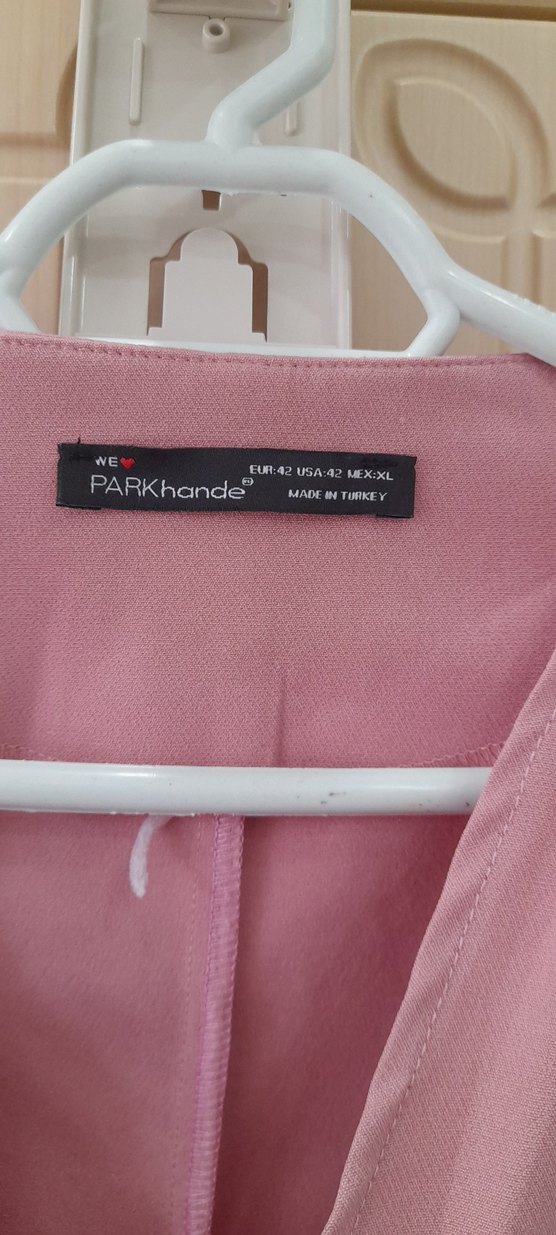 WE❤
PARKhande
EUR:42 USA:42 MEX:XL
MADE IN TURKEY